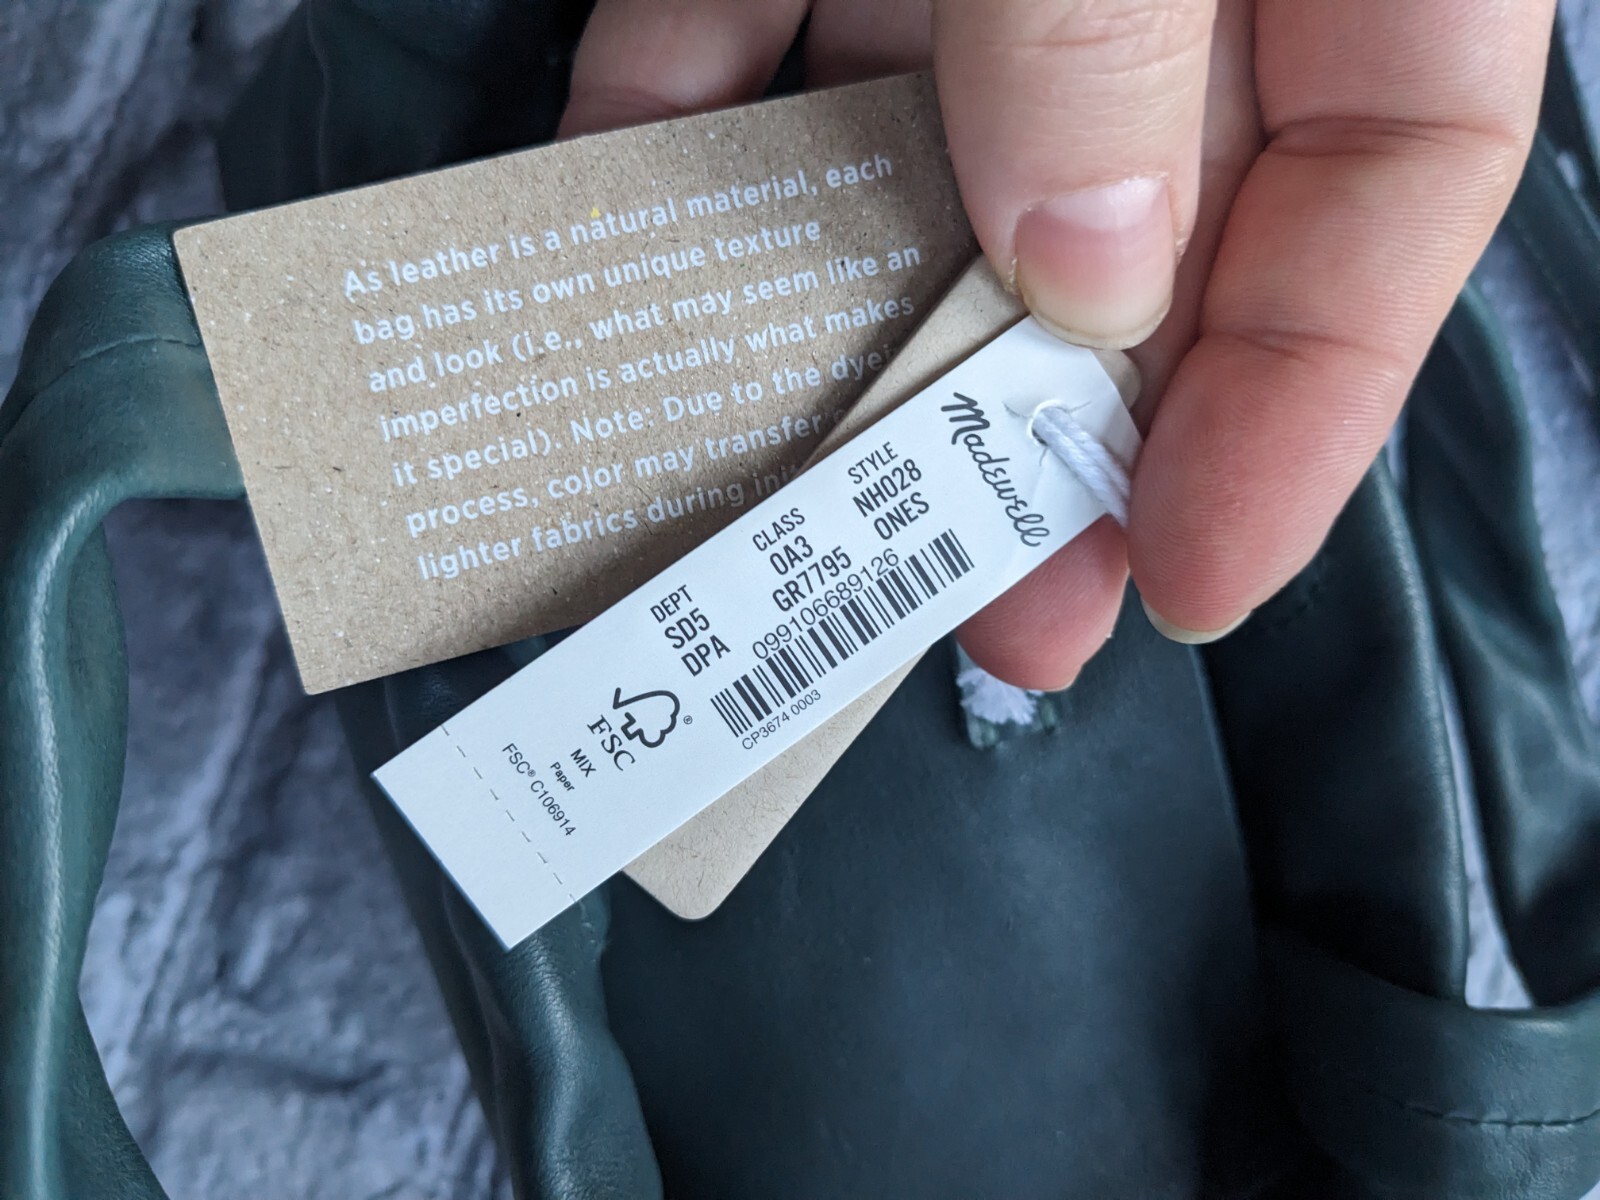 As leather is a natural material, each
bag has its own unique texture
and look (i.e., what may seem like an
imperfection is actually what makes
it special). Note: Due to the
process, color may transfer
lighter fabrics during
Madewell
DEPT CLASS STYLE
SD5 0A3 NH028
DPA GR7795 ONES
099106689126
CP3674 0003
FSC®
MIX
Paper
FSC® C106914